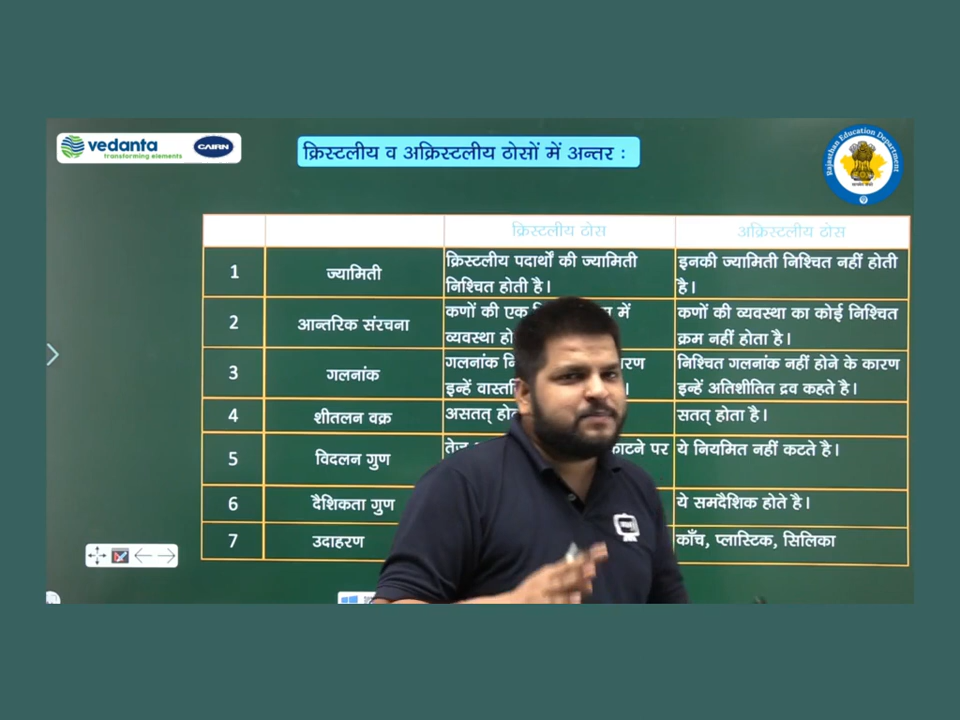 vedanta
transforming elements
CAIRN
क्रिस्टलीय व अक्रिस्टलीय ठोसों में अन्तर :
Rajasthan Education Department
क्रिस्टलीय ठोस
अक्रिस्टलीय ठोस
1
ज्यामिती
क्रिस्टलीय पदार्थों की ज्यामिती
निश्चित होती है।
इनकी ज्यामिती निश्चित नहीं होती
है।
2
आन्तरिक संरचना
कणों की एक में
व्यवस्था
कणों की व्यवस्था का कोई निश्चित
क्रम नहीं होता है।
3
गलनांक
गलनांक
इन्हें
निश्चित गलनांक नहीं होने के कारण
इन्हें अतिशीतित द्रव कहते है।
4
शीतलन वक्र
असतत्
सतत् होता है।
5
विदलन गुण
काटने पर
ये नियमित नहीं कटते है।
6
दैशिकता गुण
ये समदैशिक होते है।
7
उदाहरण
काँच, प्लास्टिक, सिलिका